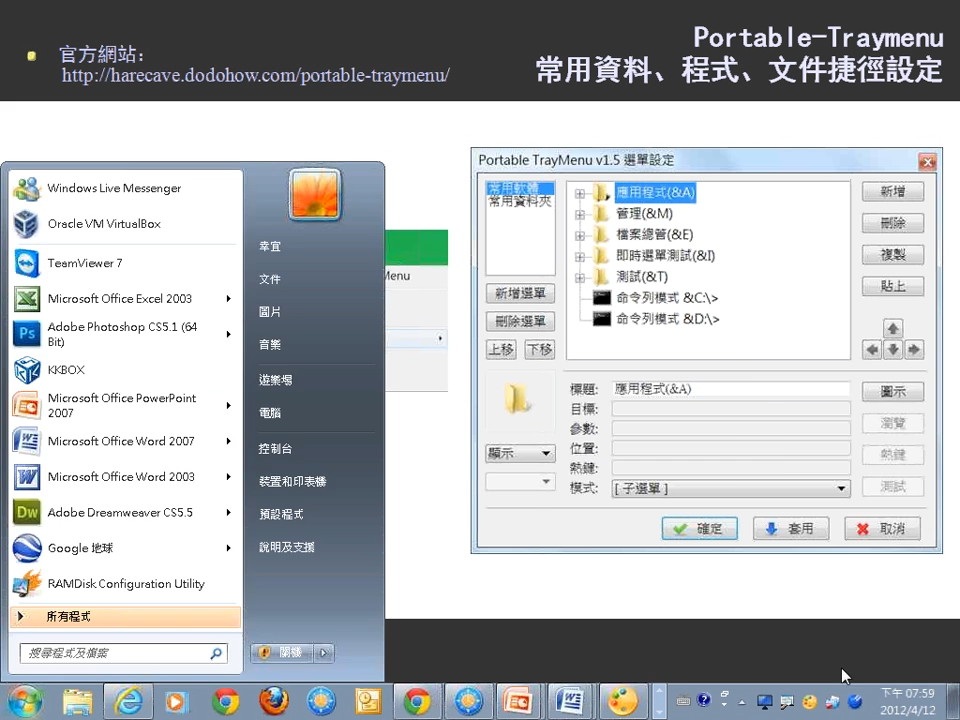 Portable-Traymenu
常用資料、程式、文件捷徑設定
官方網站:
http://harecave.dodohow.com/portable-traymenu/
Windows Live Messenger
Oracle VM VirtualBox
TeamViewer 7
Microsoft Office Excel 2003
Adobe Photoshop CS5.1 (64
Bit)
KKBOX
Microsoft Office PowerPoint
2007
Microsoft Office Word 2007
Microsoft Office Word 2003
Adobe Dreamweaver CS5.5
Google 地球
RAMDisk Configuration Utility
所有程式
搜尋程式及檔案
幸宜
文件
圖片
音樂
遊樂場
電腦
控制台
裝置和印表機
預設程式
說明及支援
關機
Menu
Portable TrayMenu v1.5 選單設定
常用軟體
常用資料夾
新增選單
刪除選單
上移
下移
顯示
應用程式(&A)
管理(&M)
檔案總管(&E)
即時選單測試(&I)
測試(&T)
命令列模式 &C:\>
命令列模式 &D:\>
新增
刪除
複製
貼上
標題: 應用程式(&A)
目標:
參數:
位置:
熱鍵:
模式: [ 子選單 ]
圖示
瀏覽
熱鍵
測試
確定
套用
取消
下午 07:59
2012/4/12